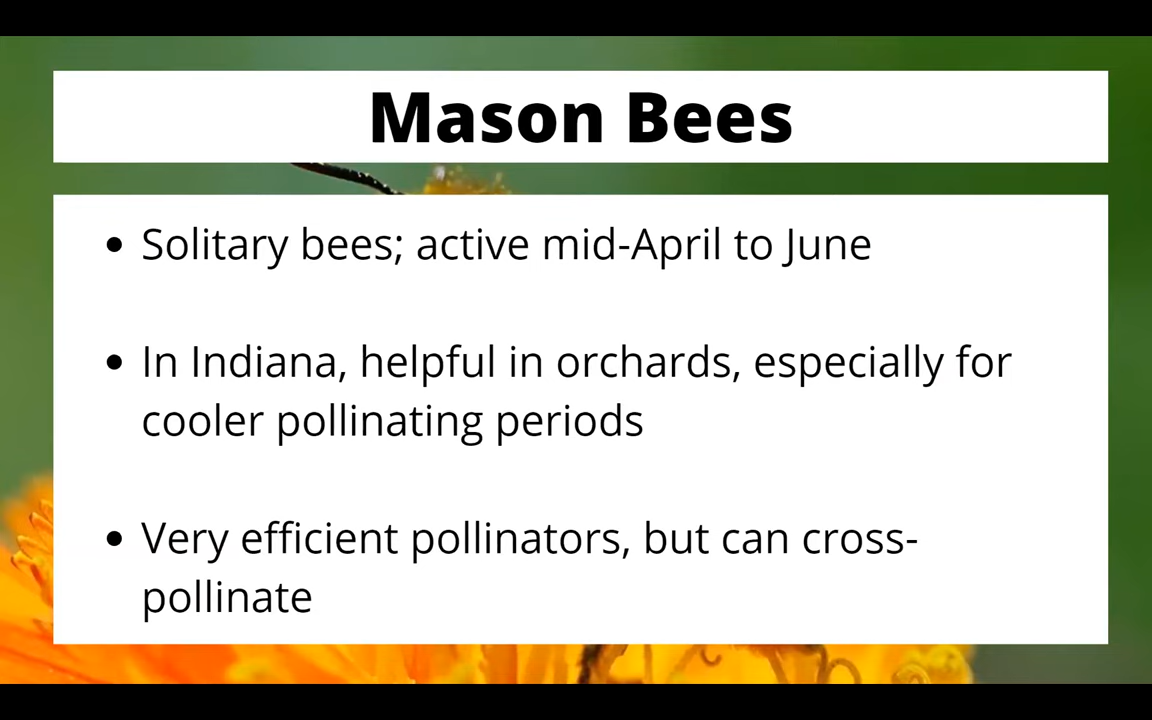 Mason Bees
• Solitary bees; active mid-April to June
• In Indiana, helpful in orchards, especially for
cooler pollinating periods
• Very efficient pollinators, but can cross-
pollinate